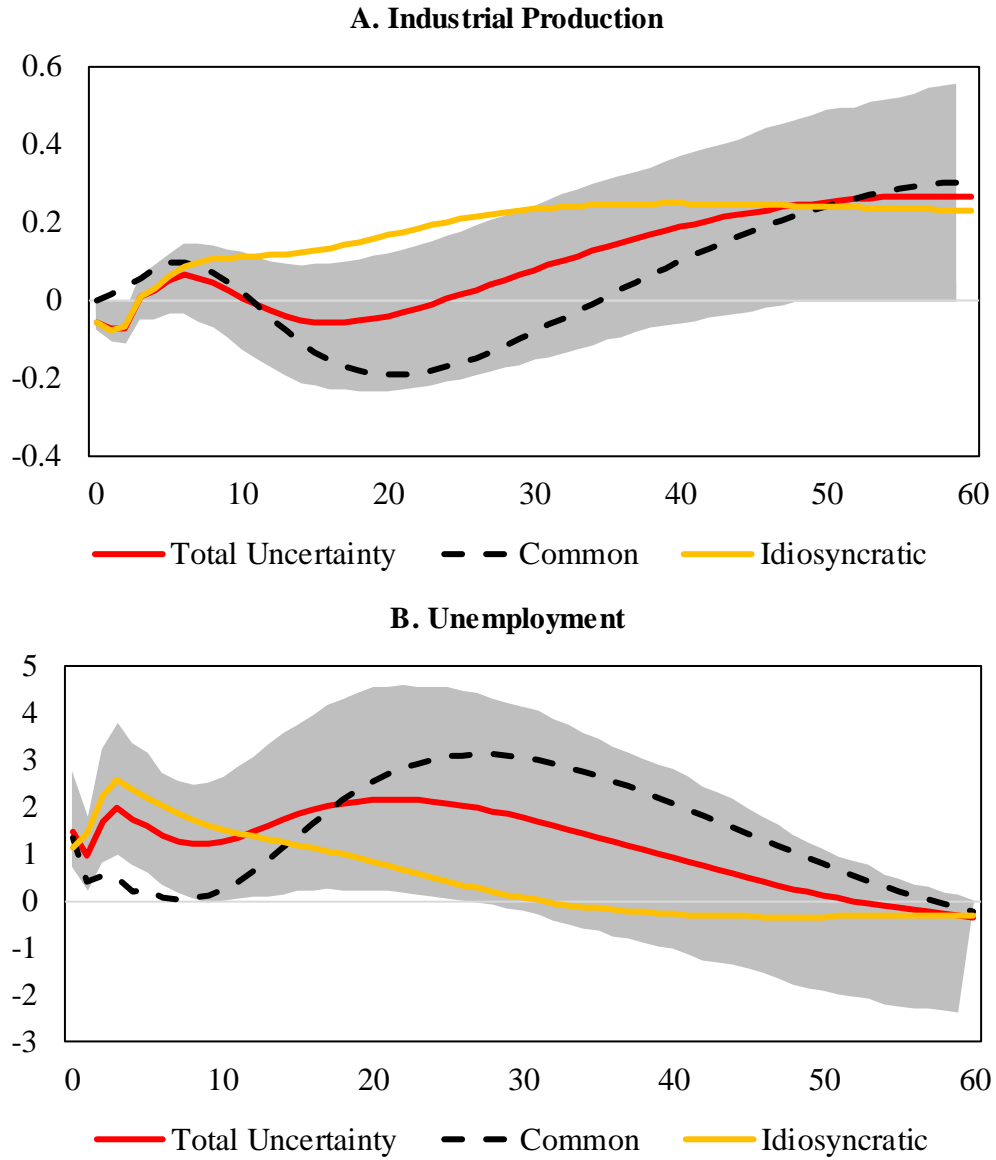 A. Industrial Production
0.6
0.4
0.2
0
-0.2
-0.4
0 10 20 30 40 50 60
Total Uncertainty Common Idiosyncratic
B. Unemployment
5
4
3
2
1
0
-1
-2
-3
0 10 20 30 40 50 60
Total Uncertainty Common Idiosyncratic